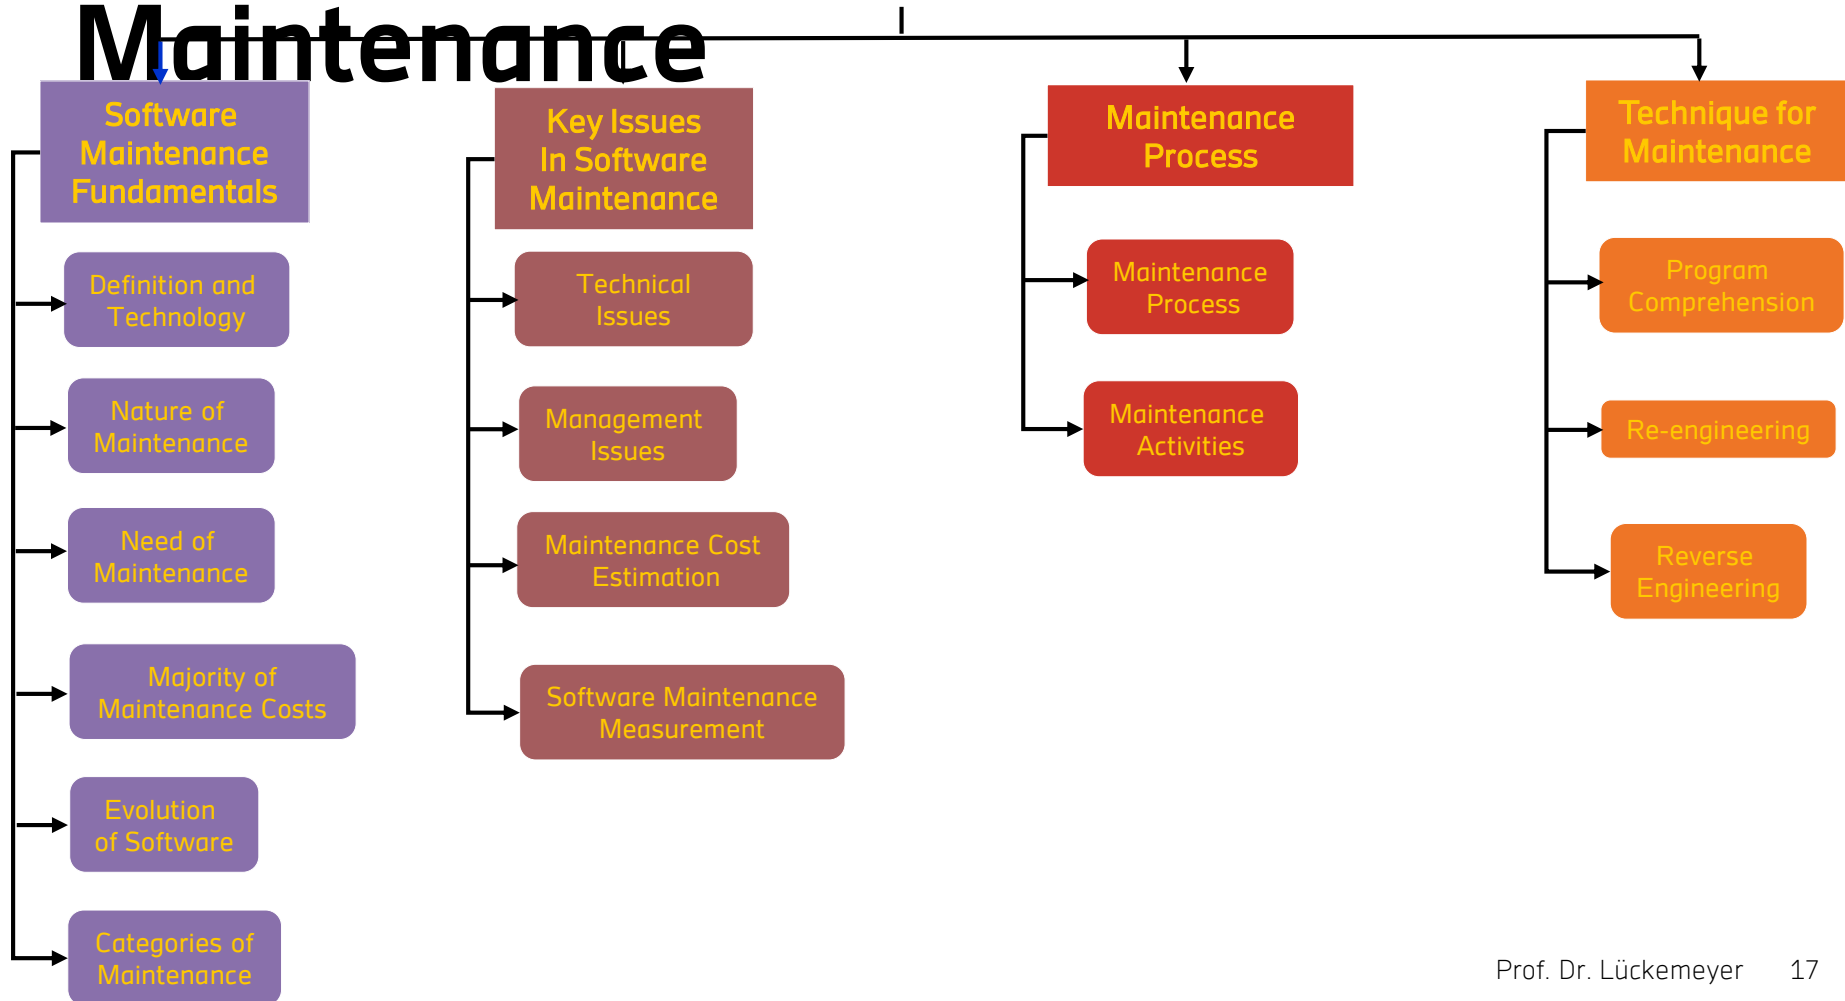 Maintenance
Software
Maintenance
Fundamentals
Definition and
Technology
Nature of
Maintenance
Need of
Maintenance
Majority of
Maintenance Costs
Evolution
of Software
Categories of
Maintenance
Key Issues
In Software
Maintenance
Technical
Issues
Management
Issues
Maintenance Cost
Estimation
Software Maintenance
Measurement
Maintenance
Process
Maintenance
Process
Maintenance
Activities
Technique for
Maintenance
Program
Comprehension
Re-engineering
Reverse
Engineering
Prof. Dr. Lückemeyer 17